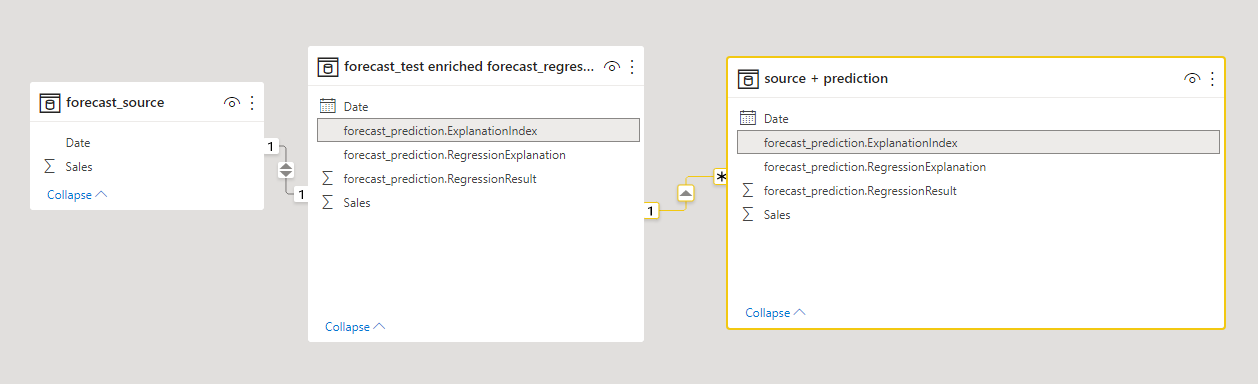 forecast_source
Date
Sales
Collapse
1
1
forecast_test enriched forecast_regres...
Date
forecast_prediction.ExplanationIndex
forecast_prediction.RegressionExplanation
forecast_prediction.RegressionResult
Sales
Collapse
1
*
source + prediction
Date
forecast_prediction.ExplanationIndex
forecast_prediction.RegressionExplanation
forecast_prediction.RegressionResult
Sales
Collapse